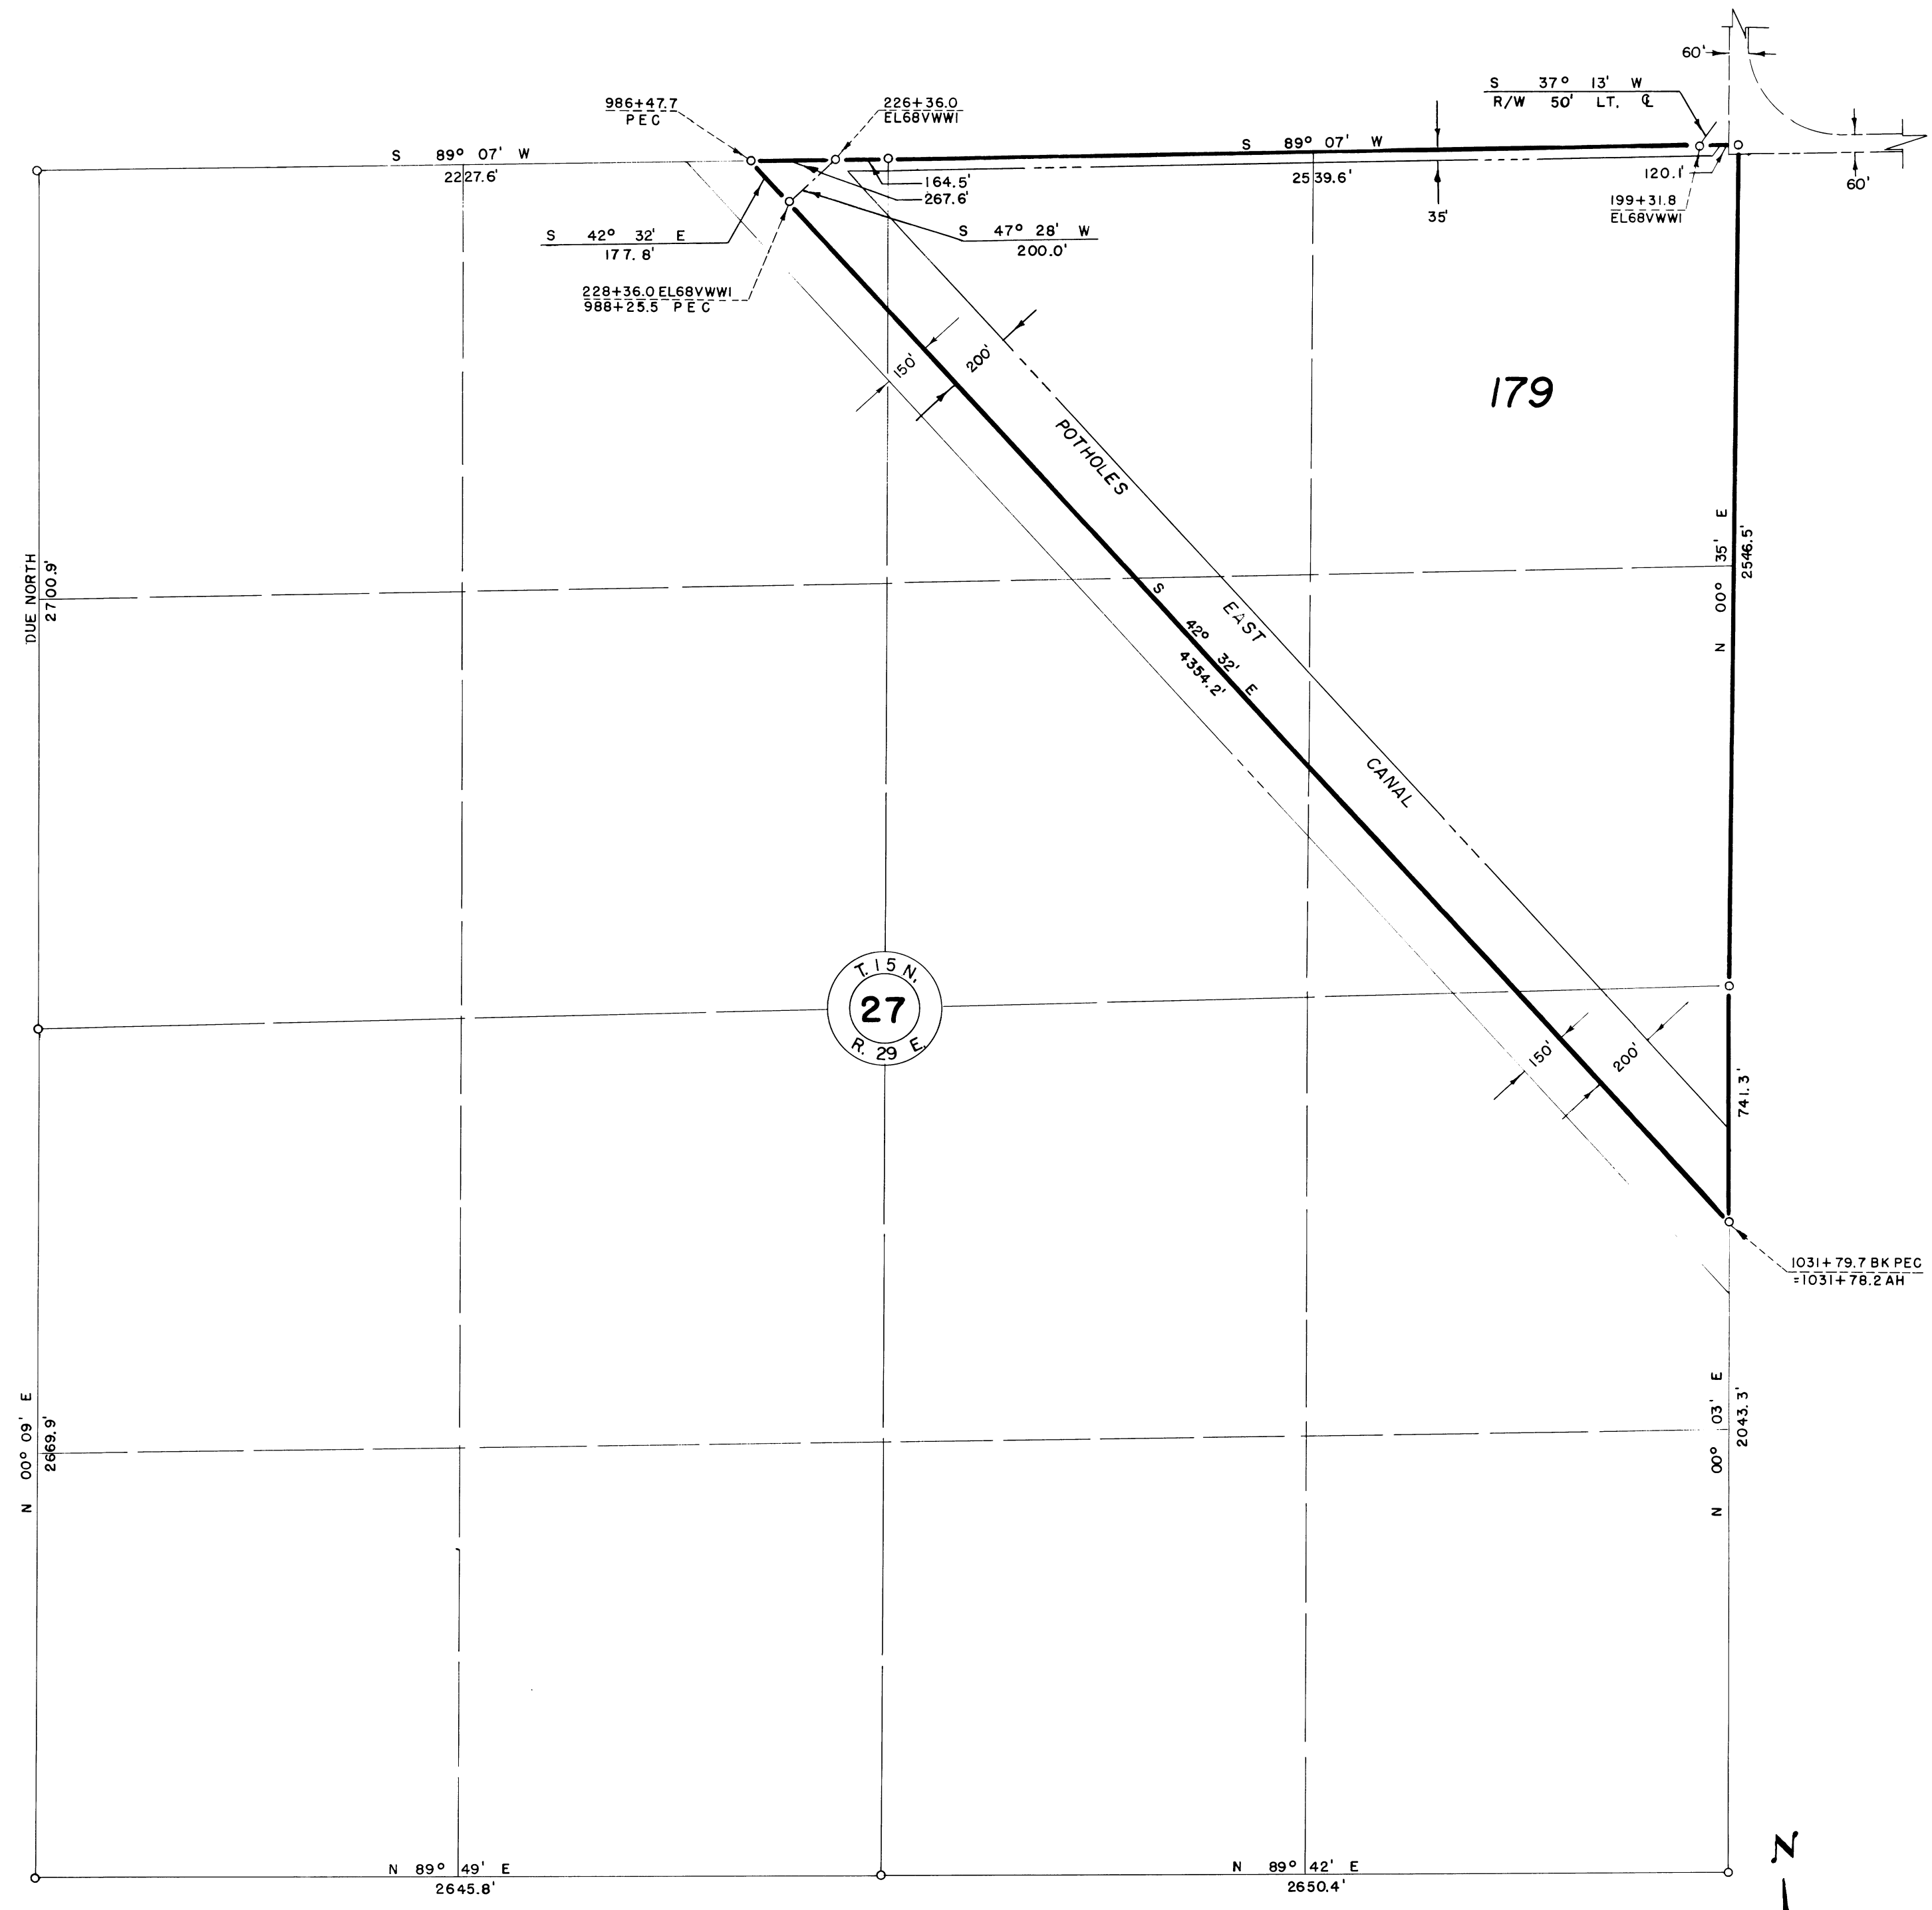 60'
S 37° 13' W
R/W 50' LT. ℄
986+47.7
P E C
226+36.0
EL68VWWI
S 89° 07' W
2227.6'
S 89° 07' W
2539.6'
164.5'
267.6'
120.1'
60'
35'
199+31.8
EL68VWWI
S 42° 32' E
177.8'
S 47° 28' W
200.0'
228+36.0 EL68VWWI
988+25.5 P E C
150'
200'
179
POTHOLES
EAST
CANAL
DUE NORTH
2700.9'
N 00° 35' E
2546.5'
S 42° 32' E
4354.2'
T. 15 N.
27
R. 29 E.
150'
200'
741.3'
1031+79.7 BK PEC
=1031+78.2 AH
N 00° 09' E
2669.9'
N 00° 03' E
2043.3'
N
N 89° 49' E
2645.8'
N 89° 42' E
2650.4'